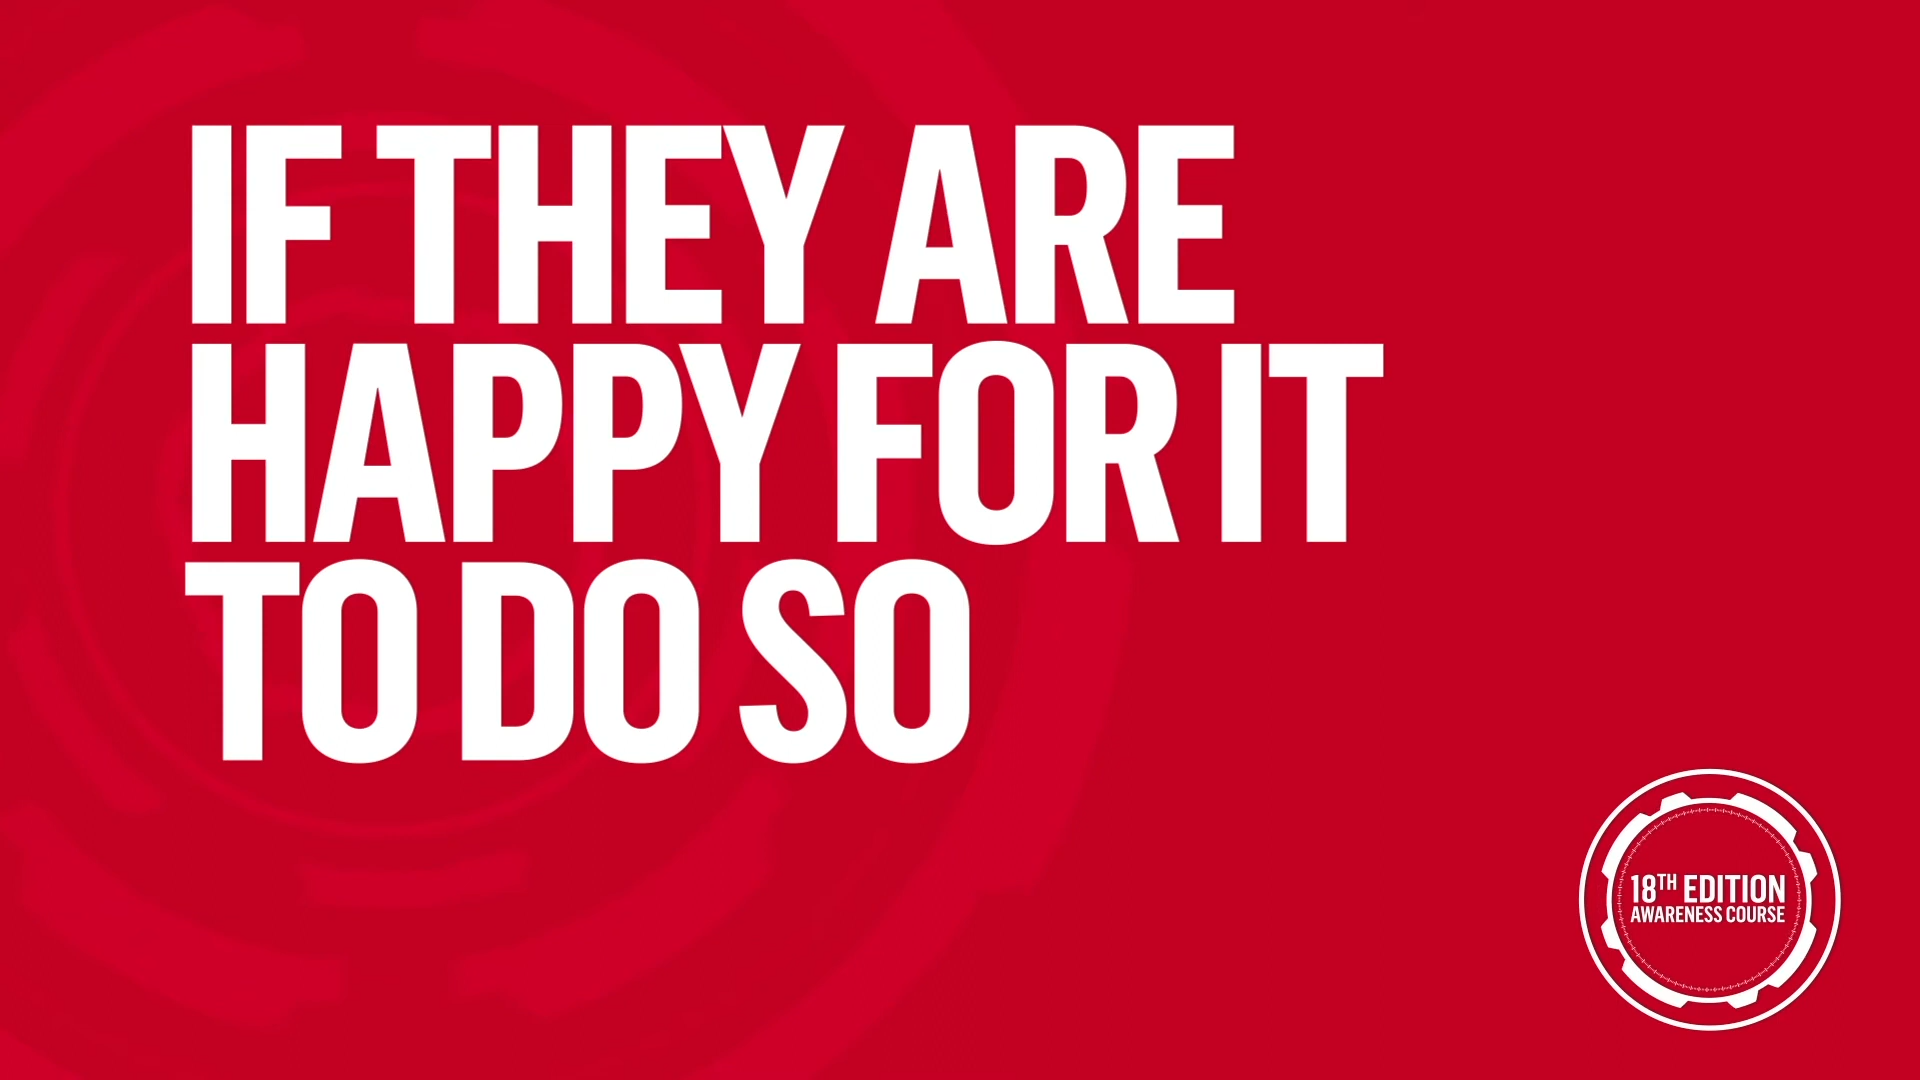 IF THEY ARE
HAPPY FOR IT
TO DO SO
18TH EDITION
AWARENESS COURSE